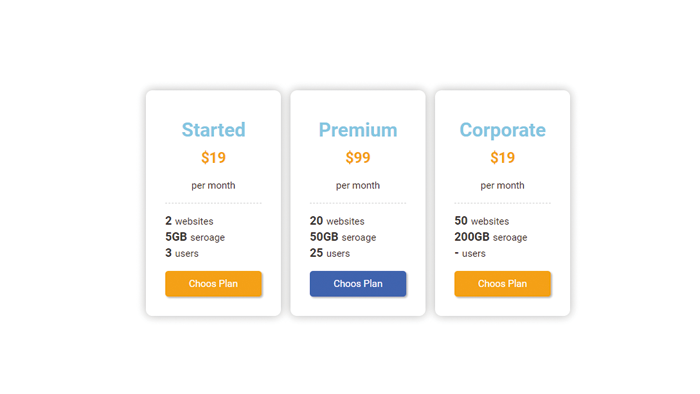 Started
$19
per month
2 websites
5GB seroage
3 users
Choos Plan
Premium
$99
per month
20 websites
50GB seroage
25 users
Choos Plan
Corporate
$19
per month
50 websites
200GB seroage
- users
Choos Plan